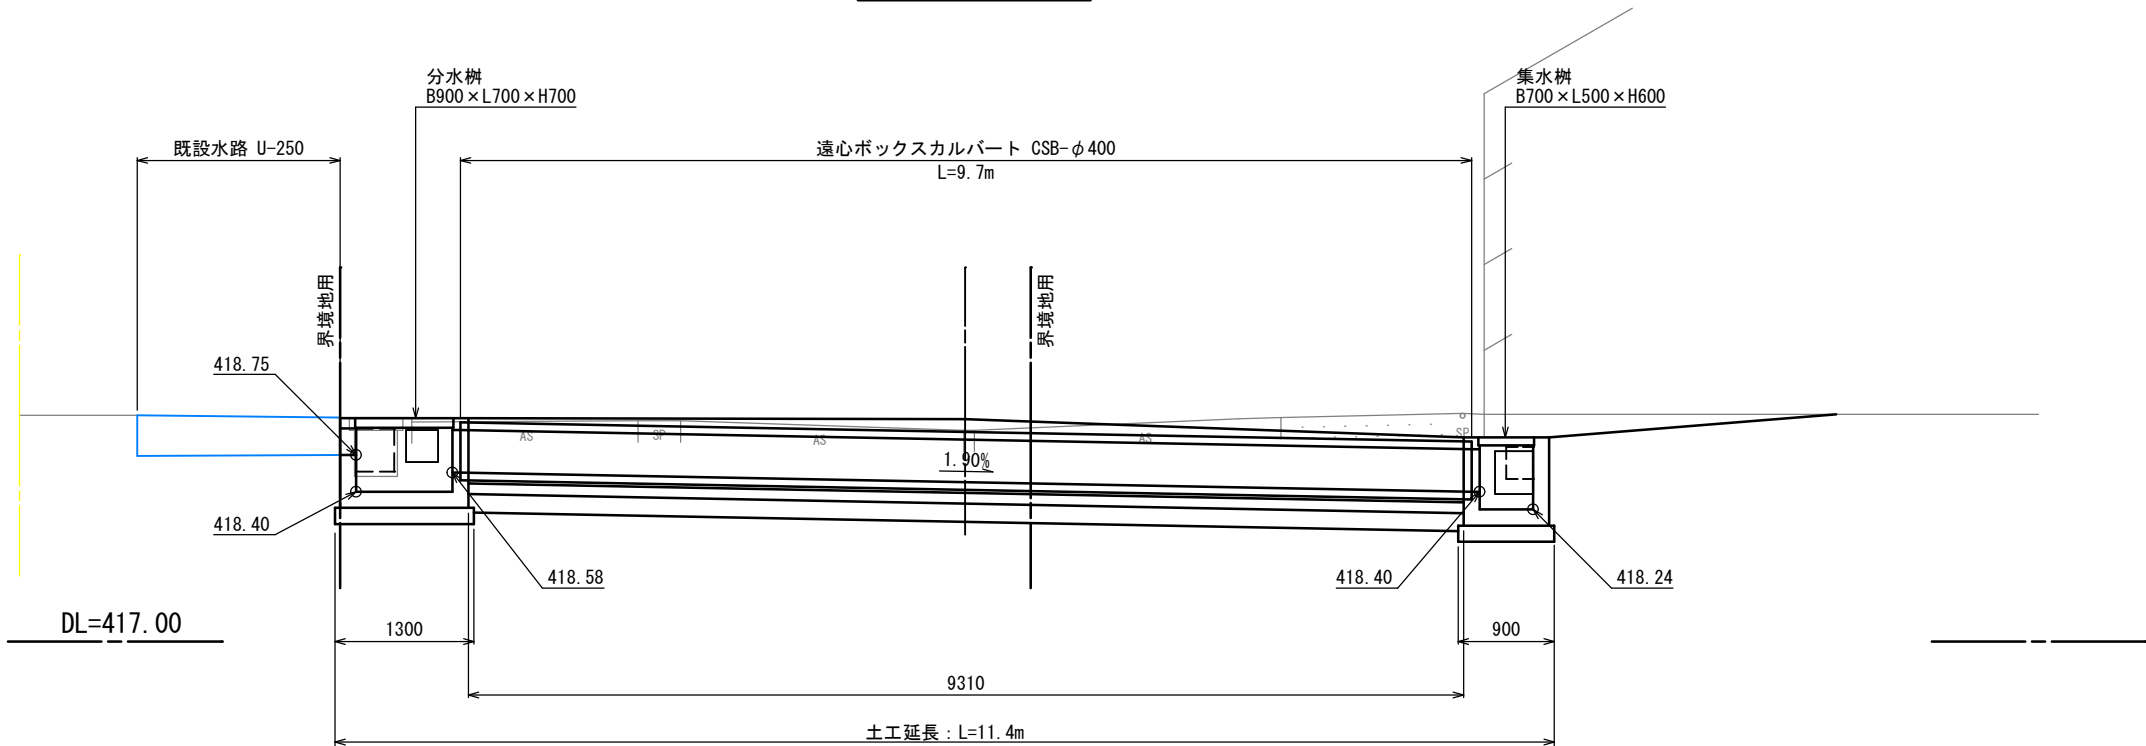 分水桝
B900×L700×H700
集水桝
B700×L500×H600
既設水路 U-250
遠心ボックスカルバート CSB-φ400
L=9.7m
界境地用
界境地用
418.75
AS
SP
AS
AS
SP
1.90%
418.40
418.58
418.40
418.24
DL=417.00
1300
900
9310
土工延長：L=11.4m